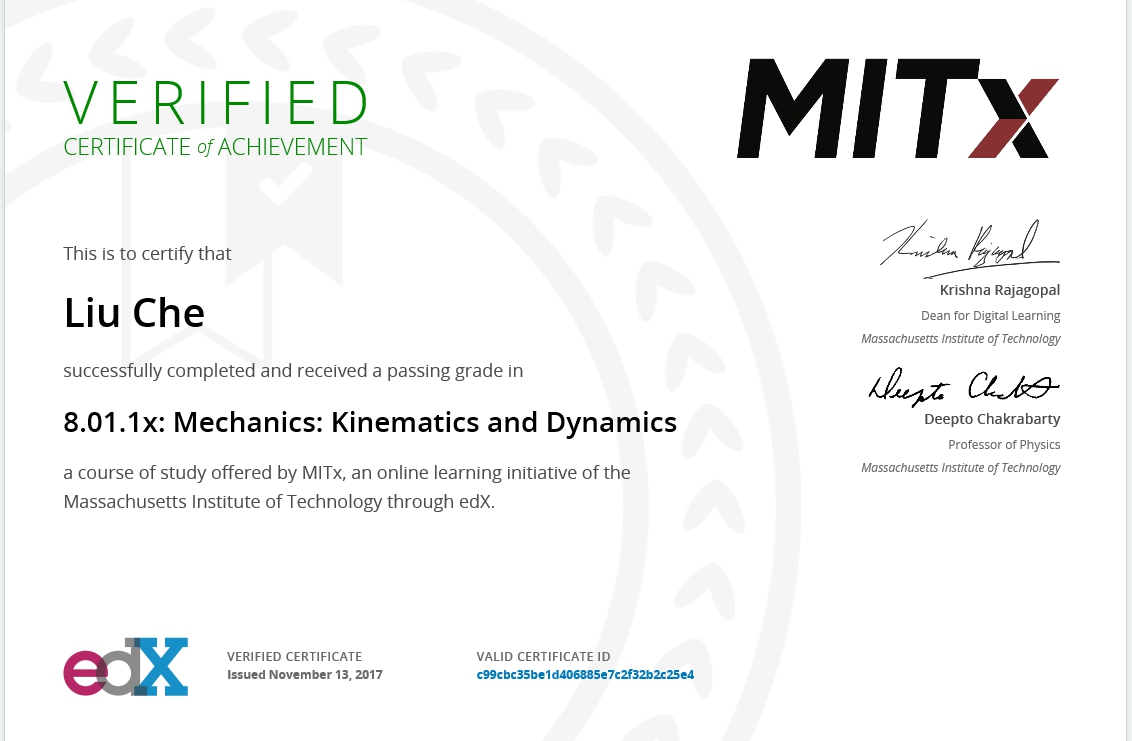 VERIFIED
CERTIFICATE of ACHIEVEMENT
MITx
This is to certify that
Liu Che
successfully completed and received a passing grade in
8.01.1x: Mechanics: Kinematics and Dynamics
a course of study offered by MITx, an online learning initiative of the
Massachusetts Institute of Technology through edX.
Krishna Rajagopal
Krishna Rajagopal
Dean for Digital Learning
Massachusetts Institute of Technology
Deepto Chakrabarty
Professor of Physics
Massachusetts Institute of Technology
edX
VERIFIED CERTIFICATE
Issued November 13, 2017
VALID CERTIFICATE ID
c99cbc35be1d406885e7c2f32b2c25e4